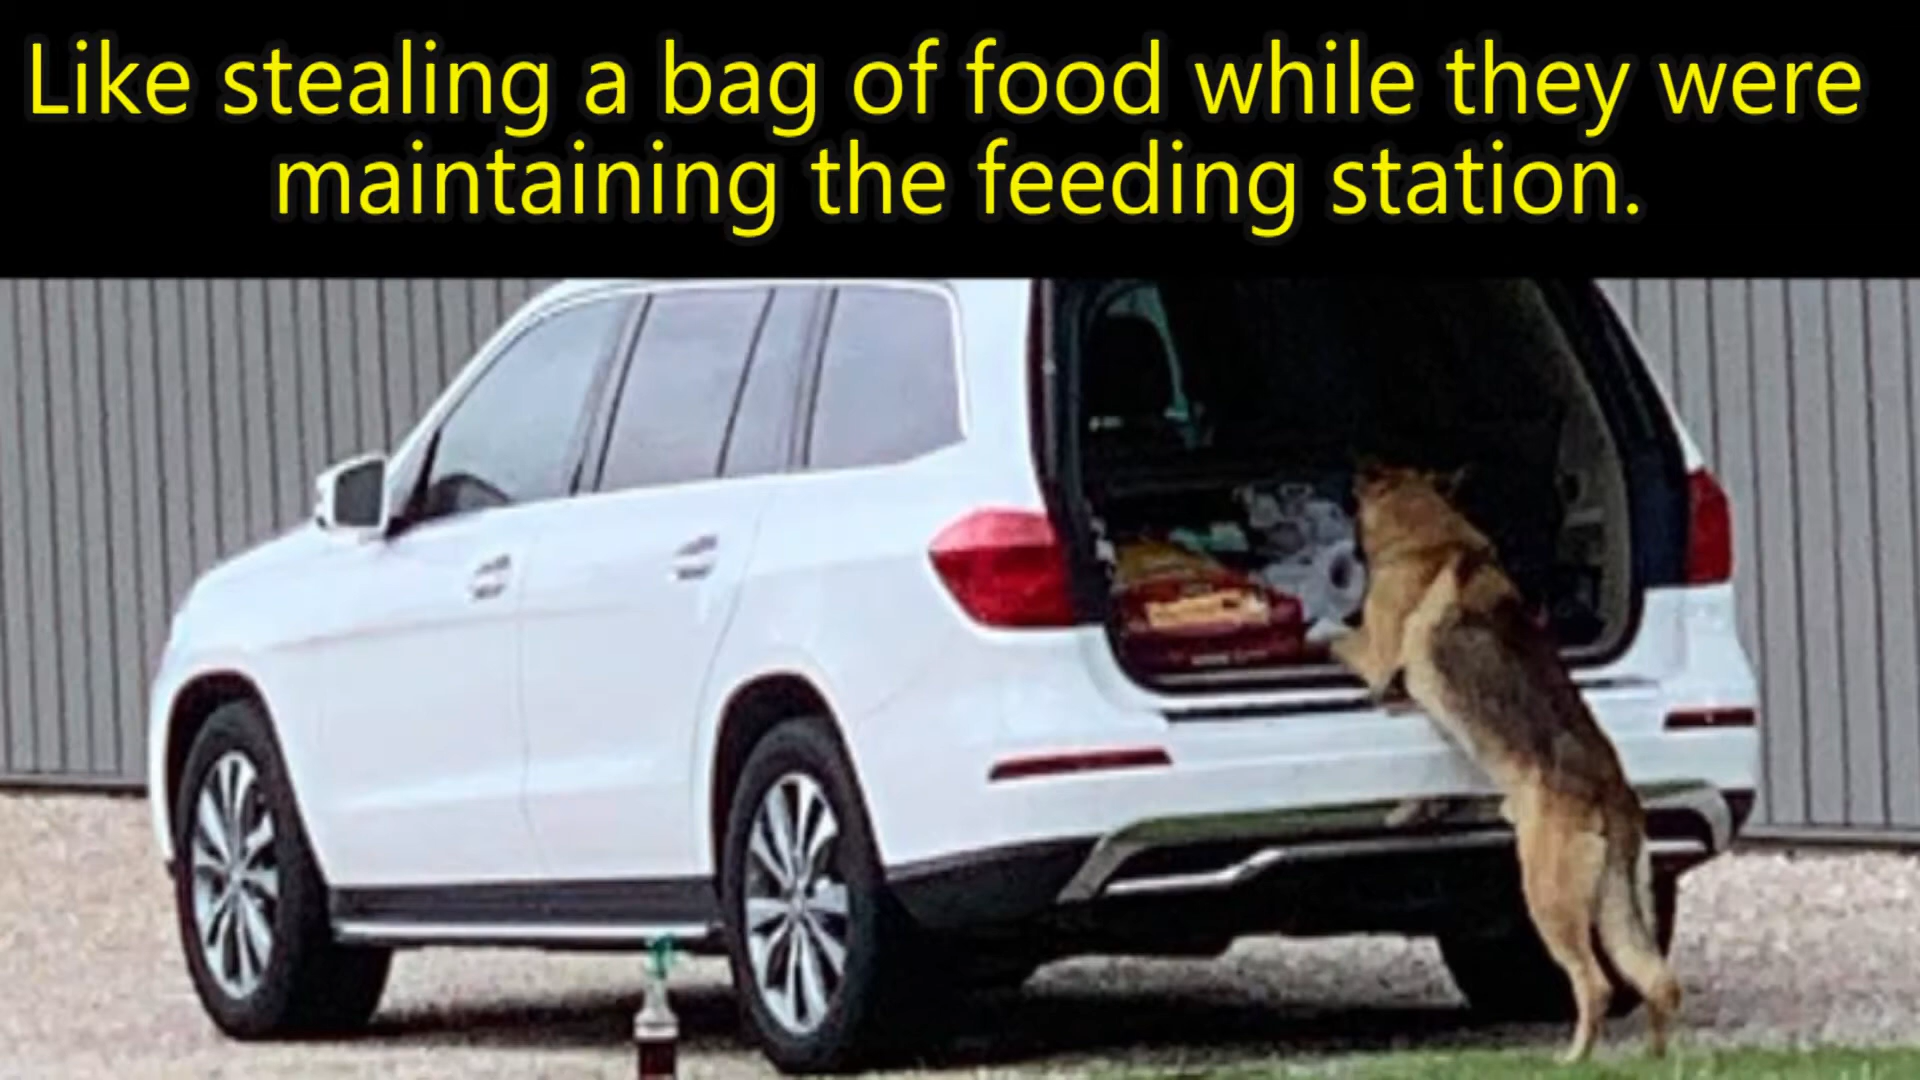 Like stealing a bag of food while they were
maintaining the feeding station.